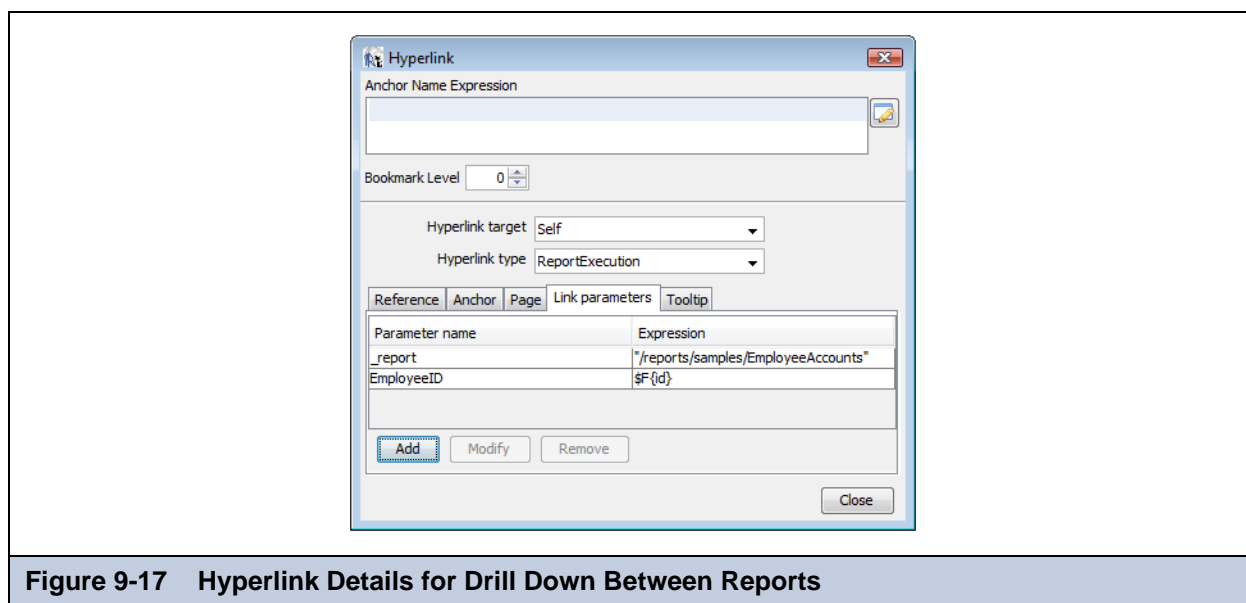 Hyperlink
Anchor Name Expression
Bookmark Level 0
Hyperlink target Self
Hyperlink type ReportExecution
Reference Anchor Page Link parameters Tooltip
Parameter name Expression
_report "/reports/samples/EmployeeAccounts"
EmployeeID $F{id}
Add Modify Remove
Close
Figure 9-17 Hyperlink Details for Drill Down Between Reports